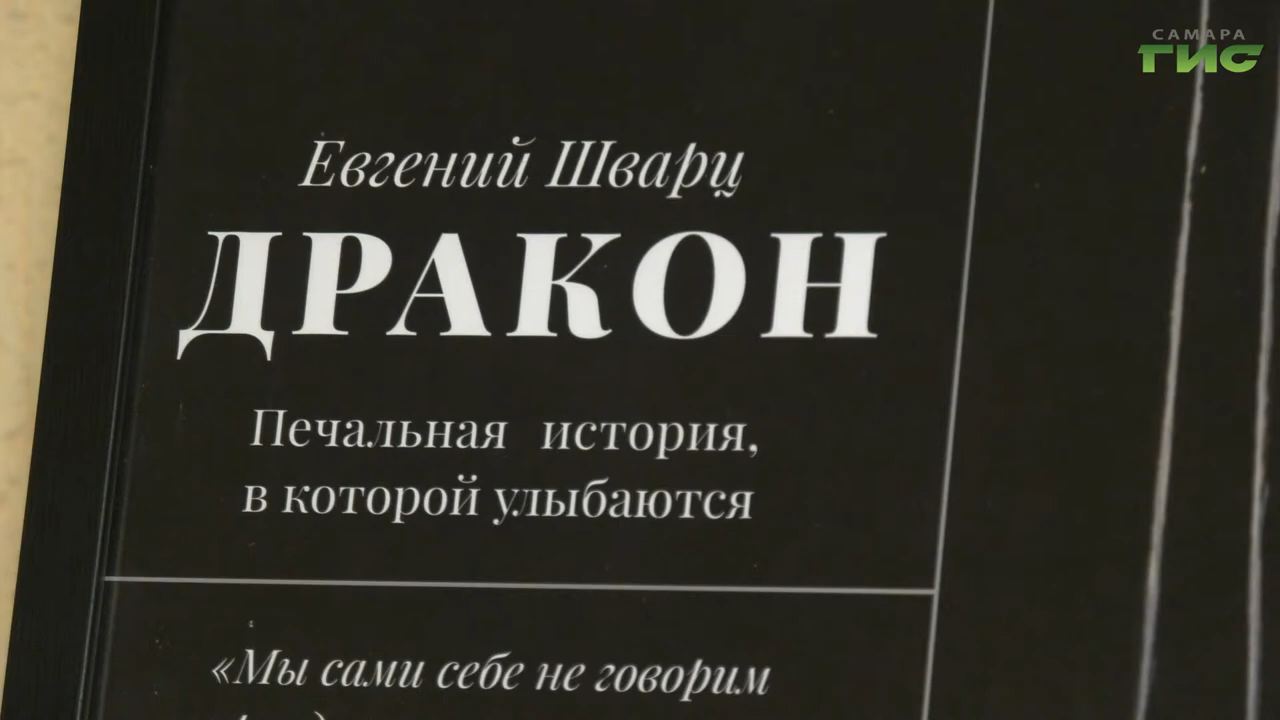 САМАРА
ГИС
Евгений Шварц
ДРАКОН
Печальная история,
в которой улыбаются
«Мы сами себе не говорим